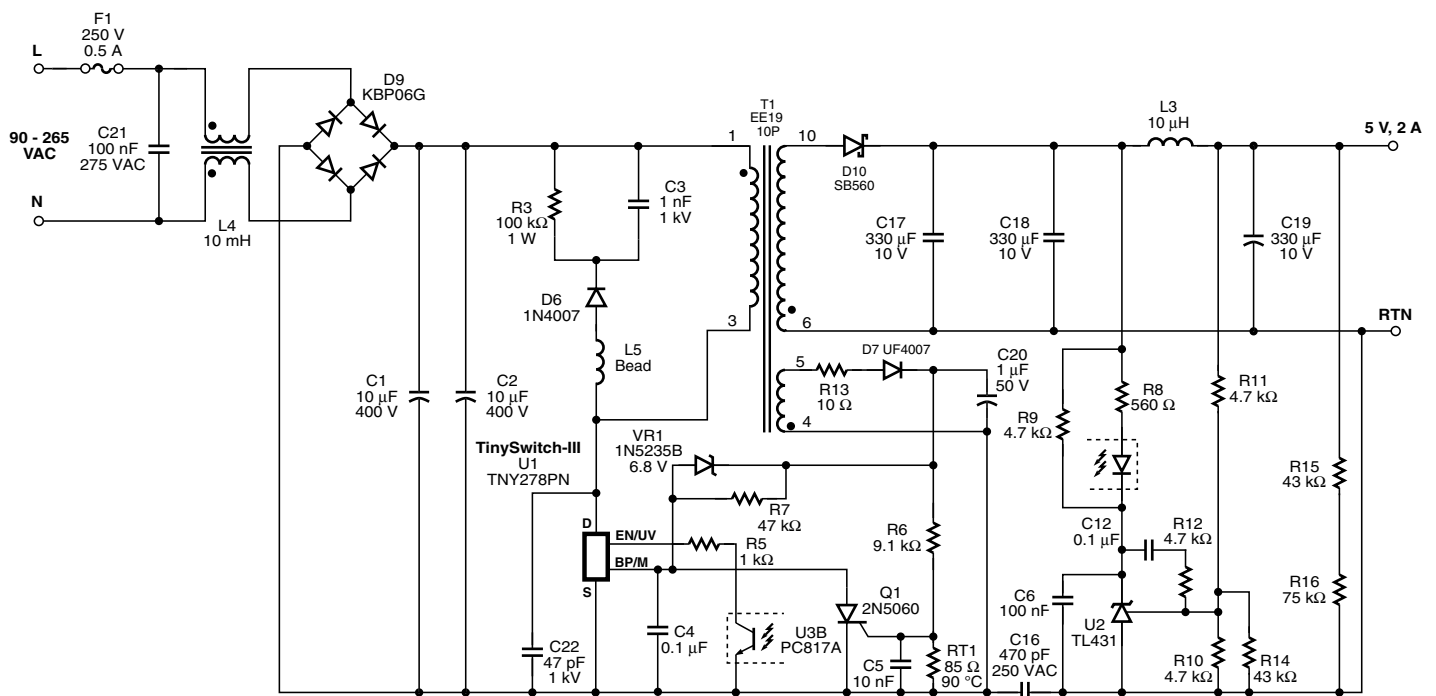 F1
250 V
0.5 A
L
90 - 265
VAC
C21
100 nF
275 VAC
N
L4
10 mH
D9
KBP06G
C1
10 µF
400 V
C2
10 µF
400 V
R3
100 kΩ
1 W
C3
1 nF
1 kV
D6
1N4007
L5
Bead
T1
EE19
10P
1
3
10
6
5
4
D10
SB560
C17
330 µF
10 V
C18
330 µF
10 V
L3
10 µH
5 V, 2 A
C19
330 µF
10 V
RTN
D7 UF4007
R13
10 Ω
C20
1 µF
50 V
TinySwitch-III
U1
TNY278PN
VR1
1N5235B
6.8 V
R7
47 kΩ
D
EN/UV
BP/M
S
R5
1 kΩ
R6
9.1 kΩ
Q1
2N5060
C22
47 pF
1 kV
C4
0.1 µF
U3B
PC817A
C5
10 nF
RT1
85 Ω
90 °C
C16
470 pF
250 VAC
R9
4.7 kΩ
R8
560 Ω
R11
4.7 kΩ
C12
0.1 µF
R12
4.7 kΩ
C6
100 nF
U2
TL431
R10
4.7 kΩ
R14
43 kΩ
R15
43 kΩ
R16
75 kΩ